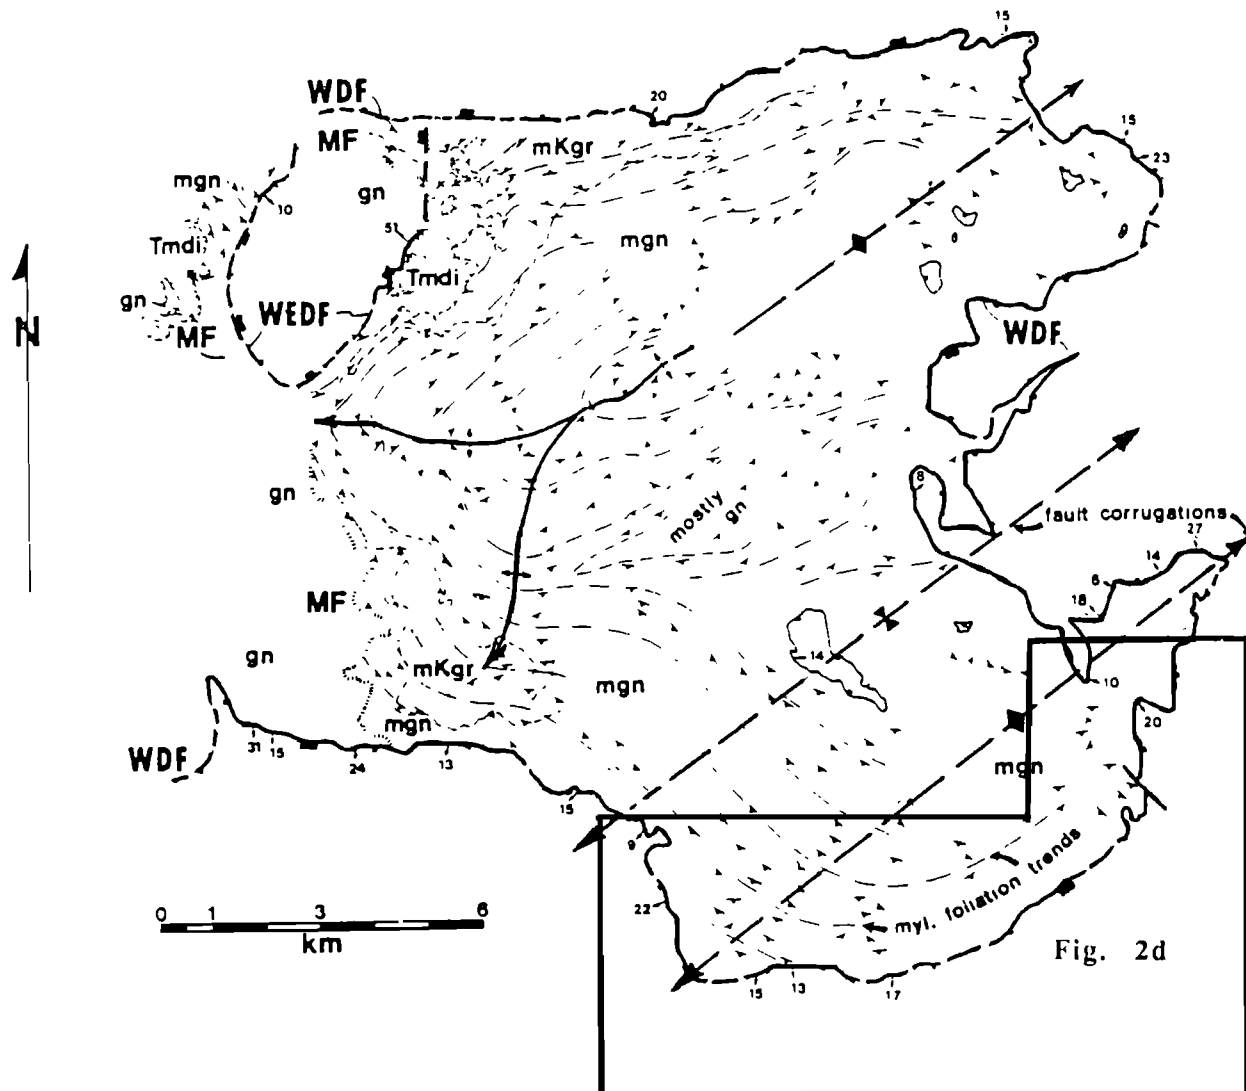 15
WDF
20
MF
mKgr
15
23
mgn
gn
10
51
mgn
Tmdi
Tmdi
gn
WEDF
MF
N
WDF
8
gn
mostly
gn
fault corrugations
27
14
6
18
MF
gn
14
mKgr
mgn
10
mgn
20
31
15
24
13
WDF
mgn
15
9
myl. foliation trends
22
0 1 3 6
km
Fig. 2d
15
13
17